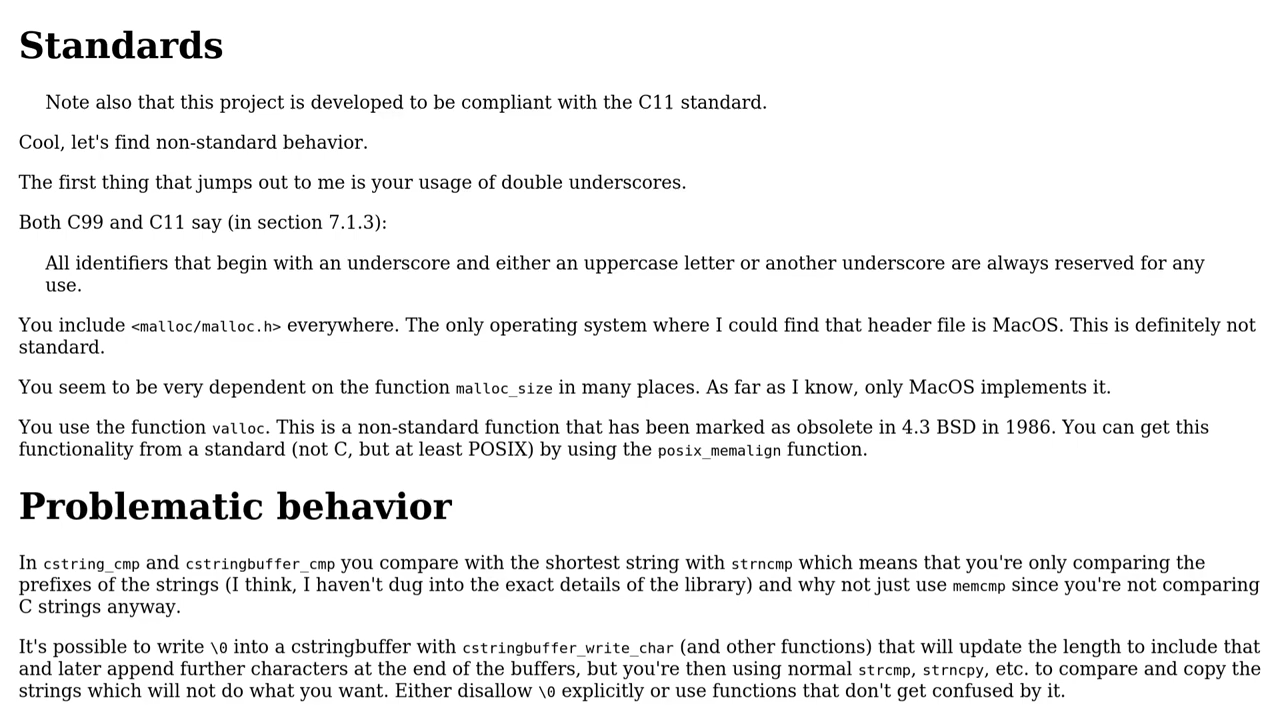 Standards
Note also that this project is developed to be compliant with the C11 standard.
Cool, let's find non-standard behavior.
The first thing that jumps out to me is your usage of double underscores.
Both C99 and C11 say (in section 7.1.3):
All identifiers that begin with an underscore and either an uppercase letter or another underscore are always reserved for any
use.
You include <malloc/malloc.h> everywhere. The only operating system where I could find that header file is MacOS. This is definitely not
standard.
You seem to be very dependent on the function malloc_size in many places. As far as I know, only MacOS implements it.
You use the function valloc. This is a non-standard function that has been marked as obsolete in 4.3 BSD in 1986. You can get this
functionality from a standard (not C, but at least POSIX) by using the posix_memalign function.
Problematic behavior
In cstring_cmp and cstringbuffer_cmp you compare with the shortest string with strncmp which means that you're only comparing the
prefixes of the strings (I think, I haven't dug into the exact details of the library) and why not just use memcmp since you're not comparing
C strings anyway.
It's possible to write \0 into a cstringbuffer with cstringbuffer_write_char (and other functions) that will update the length to include that
and later append further characters at the end of the buffers, but you're then using normal strcmp, strncpy, etc. to compare and copy the
strings which will not do what you want. Either disallow \0 explicitly or use functions that don't get confused by it.